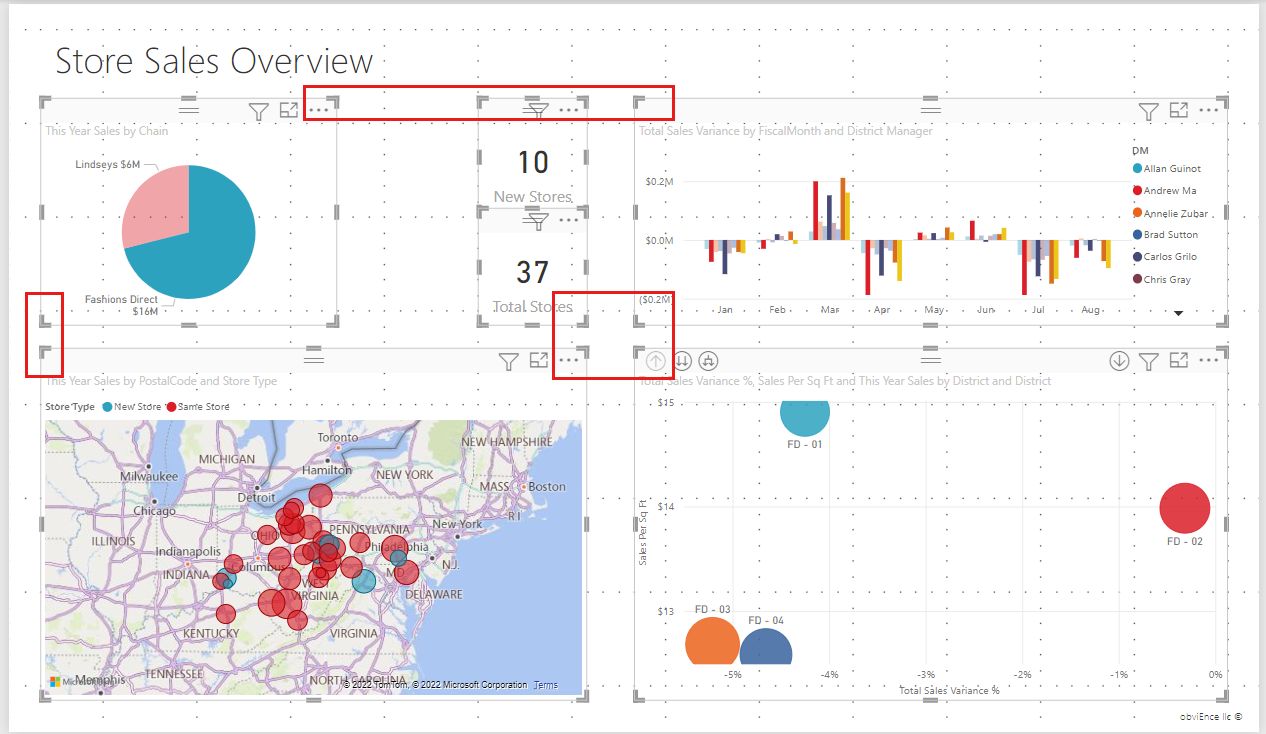 Store Sales Overview
This Year Sales by Chain
Lindseys $6M
Fashions Direct
$16M
10
New Stores
37
Total Stores
Total Sales Variance by FiscalMonth and District Manager
$0.2M
$0.0M
($0.2M)
Jan Feb Mar Apr May Jun Jul Aug
DM
Allan Guinot
Andrew Ma
Annelie Zubar
Brad Sutton
Carlos Grilo
Chris Gray
This Year Sales by PostalCode and Store Type
Store Type New Store Same Store
Toronto
NEW HAMPSHIRE
MICHIGAN
Hamilton
Milwaukee
NEW YORK
MASS
Boston
Detroit
Chicago
R.I.
New York
PENNSYLVANIA
OHIO
ILLINOIS
Philadelphia
Indianapolis
N.J.
Columbus
INDIANA
MD
WEST
VIRGINIA
DELAWARE
KENTUCKY
VIRGINIA
TENNESSEE
NORTH CAROLINA
Microsoft
Memphis
© 2022 TomTom, © 2022 Microsoft Corporation Terms
Total Sales Variance %, Sales Per Sq Ft and This Year Sales by District and District
$15
$14
$13
Sales Per Sq Ft
FD - 01
FD - 02
FD - 03
FD - 04
-5% -4% -3% -2% -1% 0%
Total Sales Variance %
obviEnce llc ©